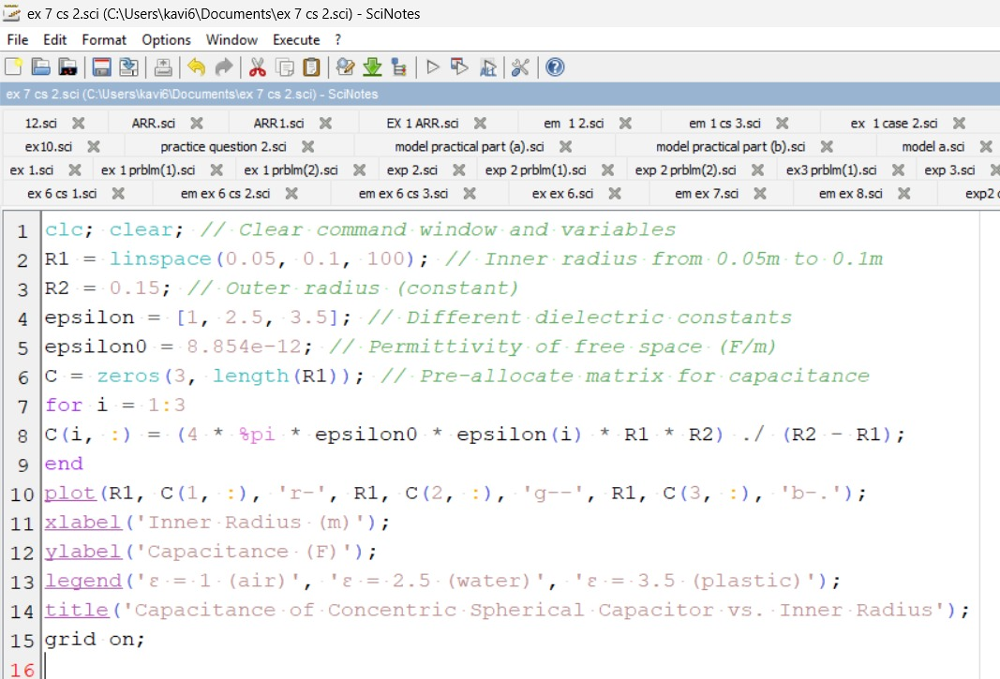 ex 7 cs 2.sci (C:\Users\kavi6\Documents\ex 7 cs 2.sci) - SciNotes
File Edit Format Options Window Execute ?
ex 7 cs 2.sci (C:\Users\kavi6\Documents\ex 7 cs 2.sci) - SciNotes
12.sci ARR.sci ARR1.sci EX 1 ARR.sci em 1 2.sci em 1 cs 3.sci ex 1 case 2.sci
ex10.sci practice question 2.sci model practical part (a).sci model practical part (b).sci model a.sci
ex 1.sci ex 1 prblm(1).sci ex 1 prblm(2).sci exp 2.sci exp 2 prblm(1).sci exp 2 prblm(2).sci ex3 prblm(1).sci exp 3.sci
ex 6 cs 1.sci em ex 6 cs 2.sci em ex 6 cs 3.sci ex ex 6.sci em ex 7.sci em ex 8.sci exp2
1 clc; clear; // Clear command window and variables
2 R1 = linspace(0.05, 0.1, 100); // Inner radius from 0.05m to 0.1m
3 R2 = 0.15; // Outer radius (constant)
4 epsilon = [1, 2.5, 3.5]; // Different dielectric constants
5 epsilon0 = 8.854e-12; // Permittivity of free space (F/m)
6 C = zeros(3, length(R1)); // Pre-allocate matrix for capacitance
7 for i = 1:3
8 C(i, :) = (4 * %pi * epsilon0 * epsilon(i) * R1 * R2) ./ (R2 - R1);
9 end
10 plot(R1, C(1, :), 'r-', R1, C(2, :), 'g--', R1, C(3, :), 'b-.');
11 xlabel('Inner Radius (m)');
12 ylabel('Capacitance (F)');
13 legend('ε = 1 (air)', 'ε = 2.5 (water)', 'ε = 3.5 (plastic)');
14 title('Capacitance of Concentric Spherical Capacitor vs. Inner Radius');
15 grid on;
16